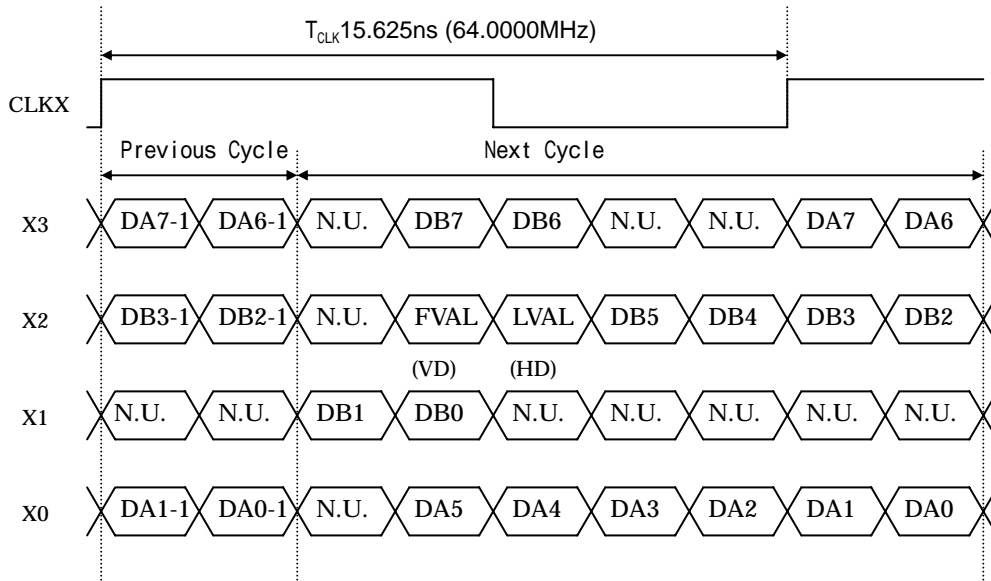 T_CLK 15.625ns (64.0000MHz)
CLKX
Previous Cycle Next Cycle
X3 DA7-1 DA6-1 N.U. DB7 DB6 N.U. N.U. DA7 DA6
X2 DB3-1 DB2-1 N.U. FVAL LVAL DB5 DB4 DB3 DB2
(VD) (HD)
X1 N.U. N.U. DB1 DB0 N.U. N.U. N.U. N.U. N.U.
X0 DA1-1 DA0-1 N.U. DA5 DA4 DA3 DA2 DA1 DA0